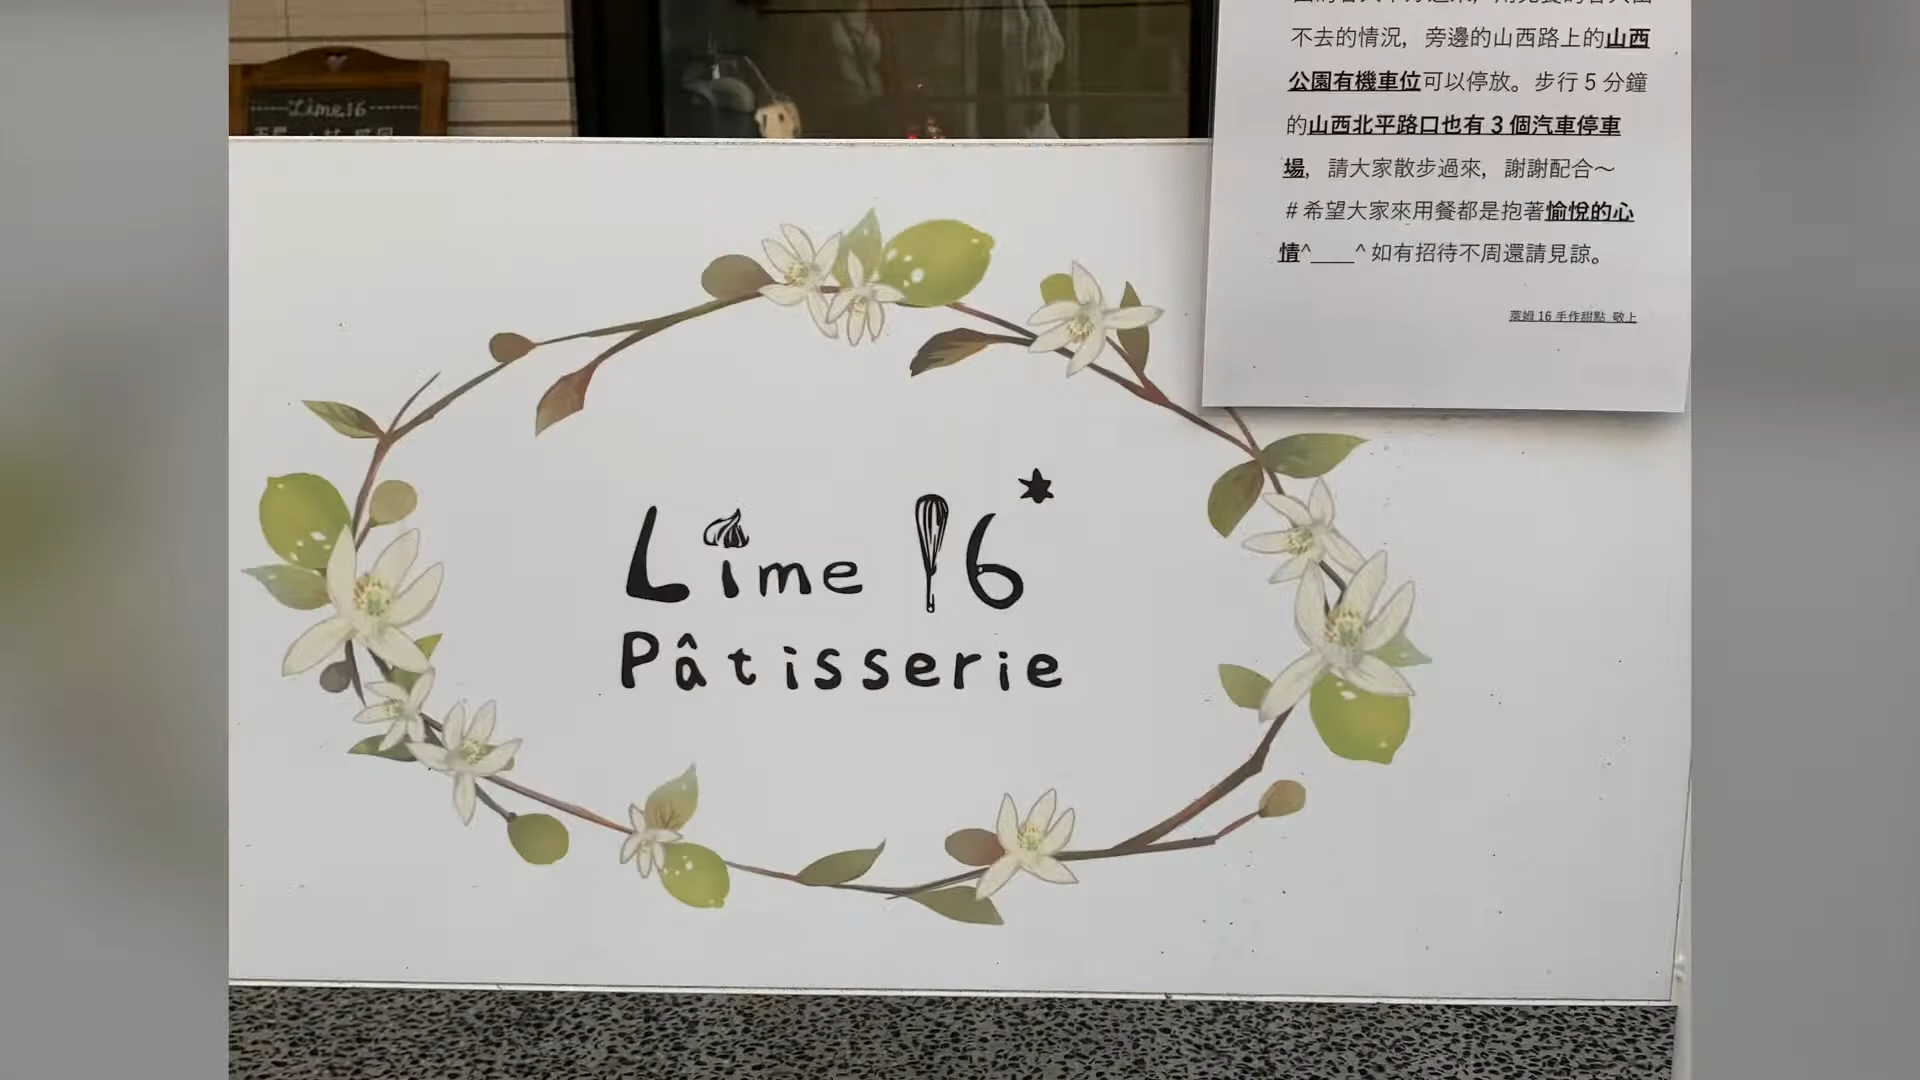 不去的情況，旁邊的山西路上的山西
公園有機車位可以停放。步行 5 分鐘
的山西北平路口也有 3 個汽車停車
場，請大家散步過來，謝謝配合～
# 希望大家來用餐都是抱著愉悅的心
情^____^ 如有招待不周還請見諒。
萊姆 16 手作甜點 敬上
Lime16
Lime 16
Pâtisserie